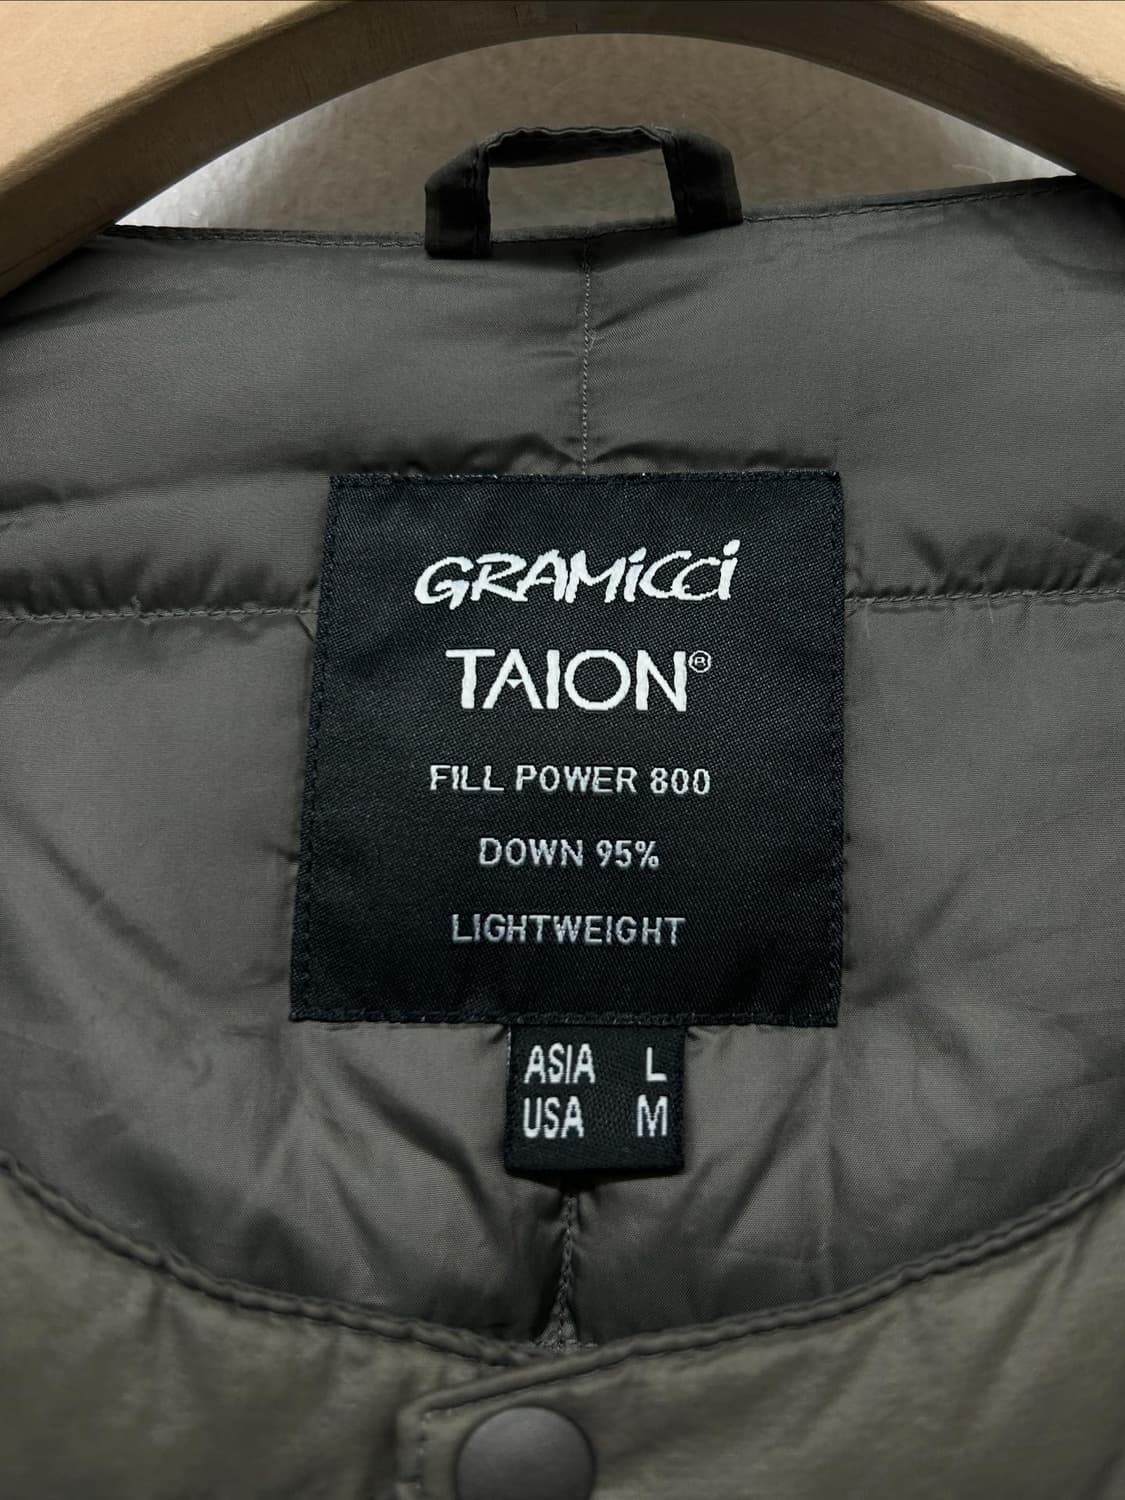 GRAMiCCi
TAION®
FILL POWER 800
DOWN 95%
LIGHTWEIGHT
ASIA L
USA M